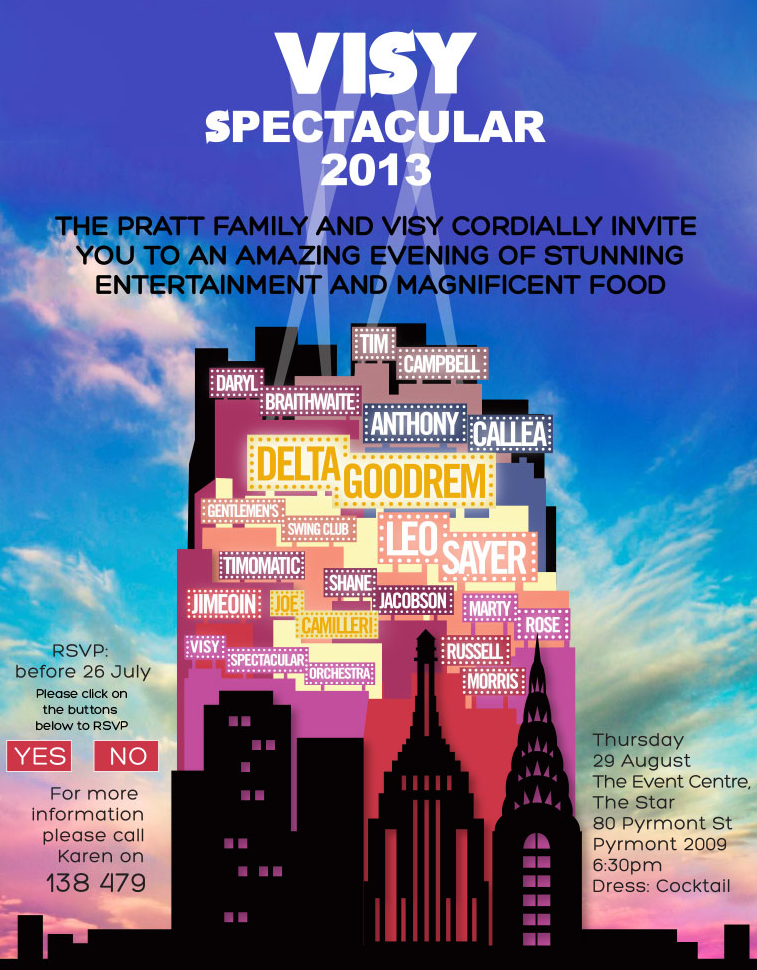 VISY
SPECTACULAR
2013
THE PRATT FAMILY AND VISY CORDIALLY INVITE
YOU TO AN AMAZING EVENING OF STUNNING
ENTERTAINMENT AND MAGNIFICENT FOOD
TIM
CAMPBELL
DARYL
BRAITHWAITE
ANTHONY
CALLEA
DELTA
GOODREM
GENTLEMEN'S
SWING CLUB
LEO
SAYER
TIMOMATIC
SHANE
JACOBSON
JIMEOIN
JOE
CAMILLERI
MARTY
ROSE
VISY
SPECTACULAR
ORCHESTRA
RUSSELL
MORRIS
RSVP:
before 26 July
Please click on
the buttons
below to RSVP
YES NO
For more
information
please call
Karen on
138 479
Thursday
29 August
The Event Centre,
The Star
80 Pyrmont St
Pyrmont 2009
6:30pm
Dress: Cocktail